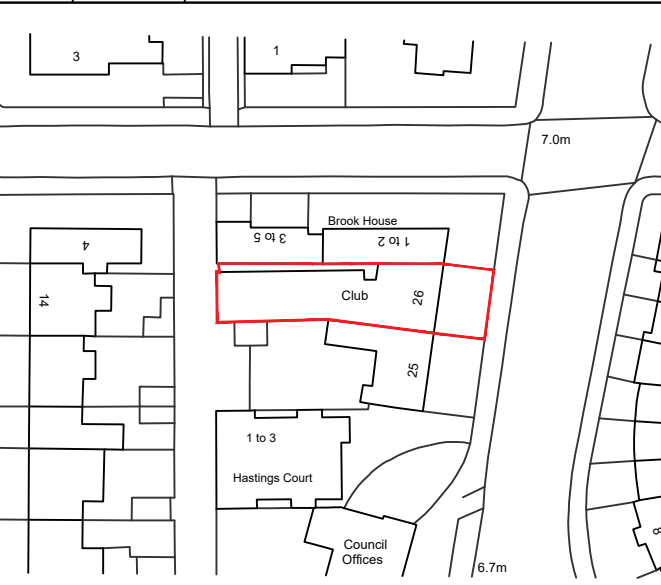 3
1
7.0m
Brook House
3 to 5
1 to 2
4
14
Club
26
25
1 to 3
Hastings Court
Council
Offices
6.7m
8